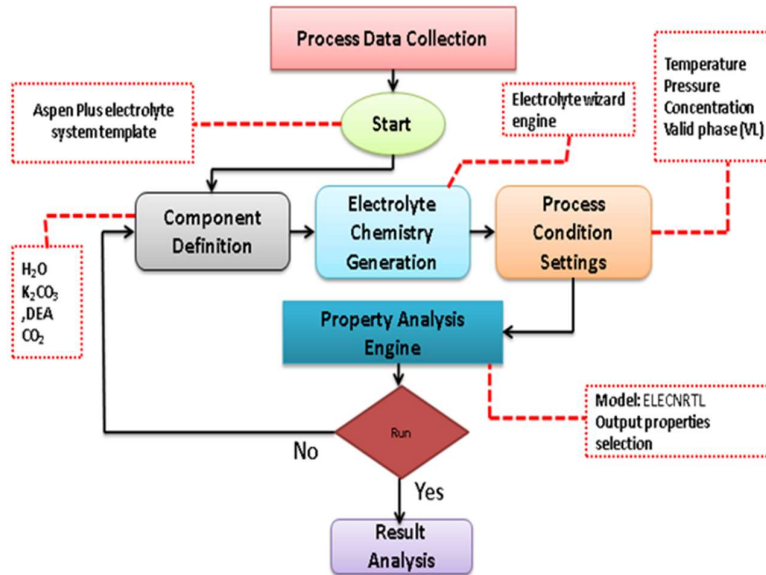 Process Data Collection
Aspen Plus electrolyte
system template
Start
Electrolyte wizard
engine
Temperature
Pressure
Concentration
Valid phase (VL)
Component
Definition
Electrolyte
Chemistry
Generation
Process
Condition
Settings
H₂O
K₂CO₃
,DEA
CO₂
Property Analysis
Engine
Model: ELECNRTL
Output properties
selection
Run
No
Yes
Result
Analysis